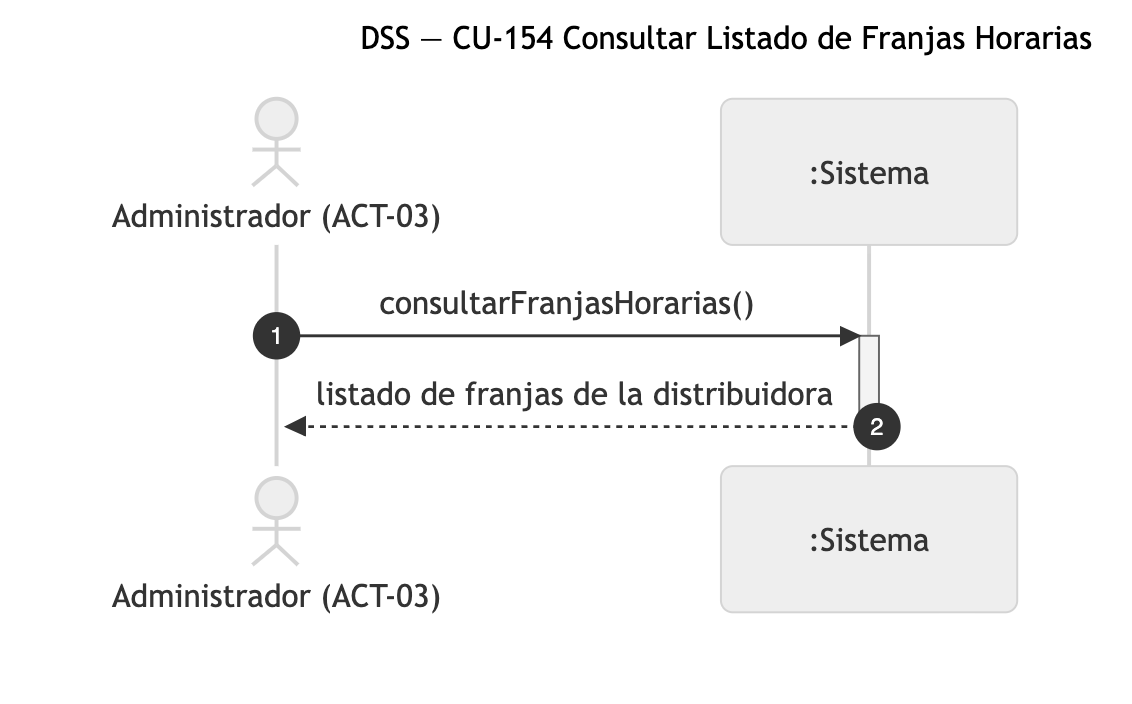 DSS — CU-154 Consultar Listado de Franjas Horarias
:Sistema
Administrador (ACT-03)
consultarFranjasHorarias()
1
listado de franjas de la distribuidora
2
:Sistema
Administrador (ACT-03)